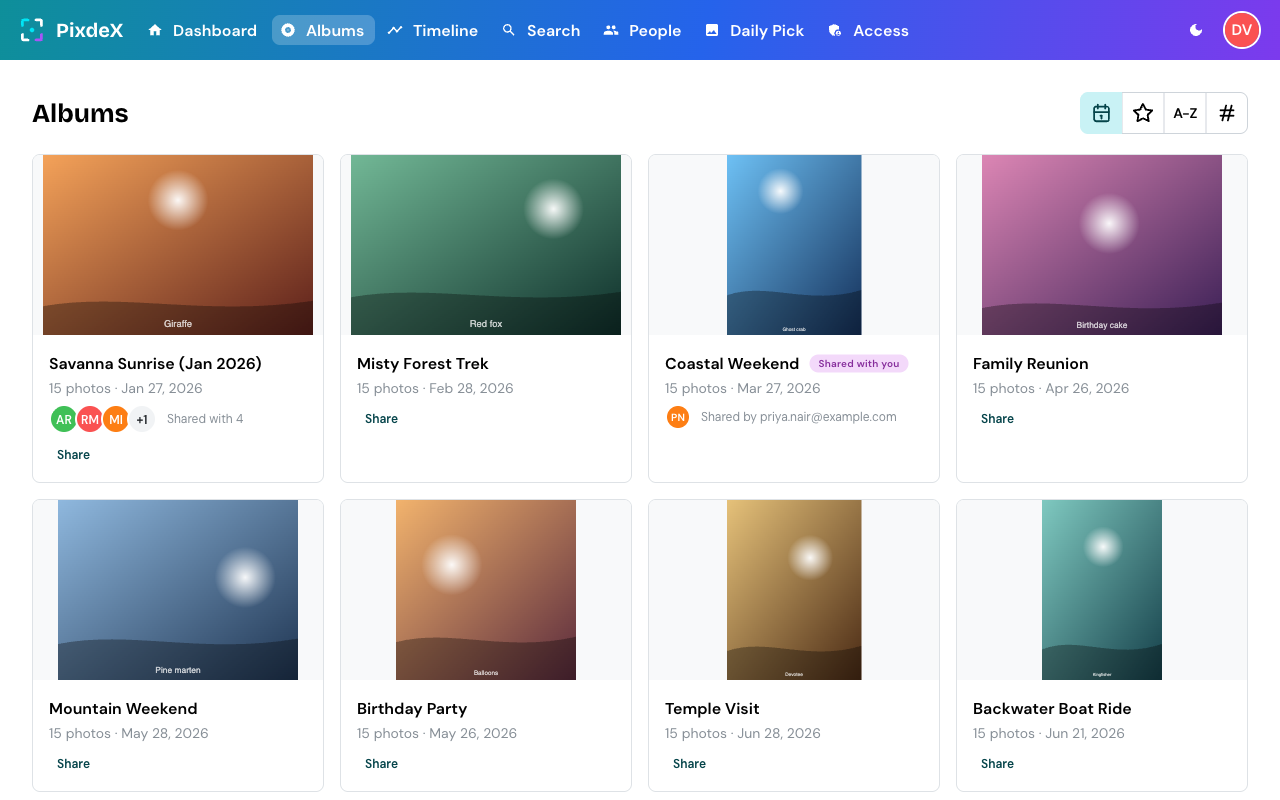 PixdeX
Dashboard
Albums
Timeline
Search
People
Daily Pick
Access
DV
Albums
A–Z
#
Giraffe
Red fox
Ghost crab
Birthday cake
Savanna Sunrise (Jan 2026)
15 photos · Jan 27, 2026
AR RM MI +1 Shared with 4
Share
Misty Forest Trek
15 photos · Feb 28, 2026
Share
Coastal Weekend Shared with you
15 photos · Mar 27, 2026
PN Shared by priya.nair@example.com
Family Reunion
15 photos · Apr 26, 2026
Share
Pine marten
Balloons
Devotee
Kingfisher
Mountain Weekend
15 photos · May 28, 2026
Share
Birthday Party
15 photos · May 26, 2026
Share
Temple Visit
15 photos · Jun 28, 2026
Share
Backwater Boat Ride
15 photos · Jun 21, 2026
Share